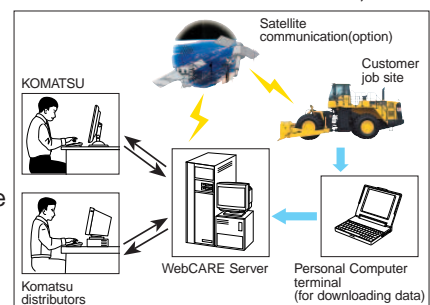 Satellite
communication(option)
Customer
job site
KOMATSU
WebCARE Server
Personal Computer
terminal
(for downloading data)
Komatsu
distributors